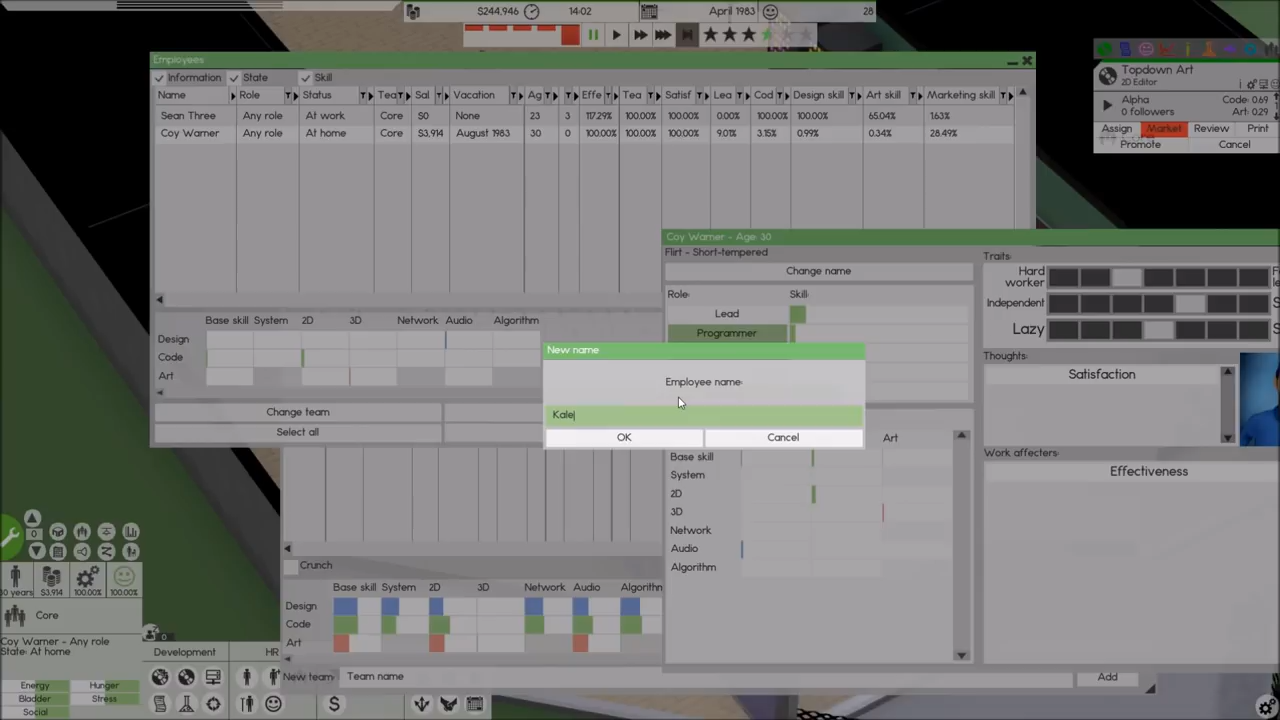 $244,946 14:02 April 1983 28
Employees
Information State Skill
Name Role Status Tea Sal Vacation Ag Effe Tea Satisf Lea Cod Design skill Art skill Marketing skill
Sean Three Any role At work Core $0 None 23 3 117.29% 100.00% 100.00% 0.00% 100.00% 100.00% 65.04% 1.63%
Coy Warner Any role At home Core $3,914 August 1983 30 0 100.00% 100.00% 100.00% 9.01% 3.15% 0.99% 0.34% 28.49%
Topdown Art
2D Editor
Alpha Code: 0.69
0 followers Art: 0.29
Assign Market Review Print
Promote Cancel
Coy Warner - Age: 30
Flirt - Short-tempered
Change name
Role: Skill:
Lead
Programmer
Traits:
Hard worker
Independent
Lazy
Thoughts:
Satisfaction
Work affecters:
Effectiveness
New name
Employee name:
Kale
OK Cancel
Base skill System 2D 3D Network Audio Algorithm
Design
Code
Art
Change team
Select all
Art
Base skill
System
2D
3D
Network
Audio
Algorithm
Crunch
Base skill System 2D 3D Network Audio Algorithm
Design
Code
Art
New team: Team name Add
0
$3,914 100.00% 100.00%
Core
Coy Warner - Any role
State: At home
Energy Hunger
Bladder Stress
Social
0
Development HR